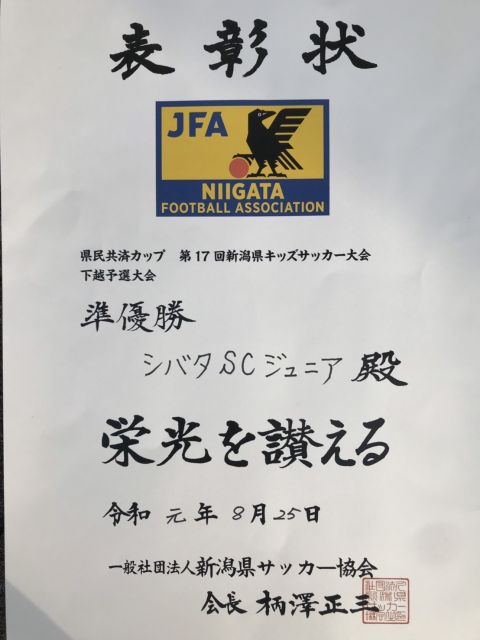 表彰状
JFA
NIIGATA
FOOTBALL ASSOCIATION
県民共済カップ 第17回新潟県キッズサッカー大会
下越予選大会
準優勝
シバタSCジュニア 殿
栄光を讃える
令和 元年 8月25日
一般社団法人新潟県サッカー協会
会長 柄澤正三